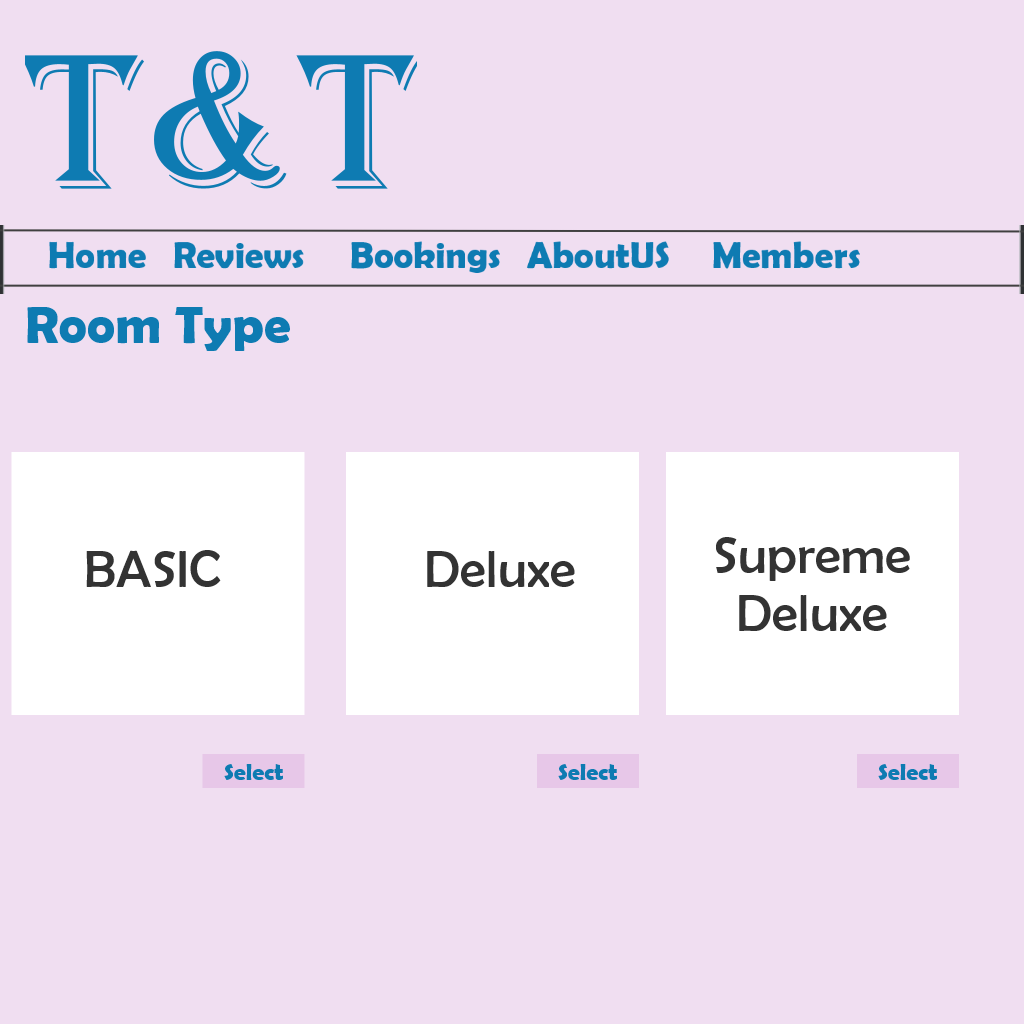 T&T
Home Reviews Bookings AboutUS Members
Room Type
BASIC
Deluxe
Supreme
Deluxe
Select
Select
Select